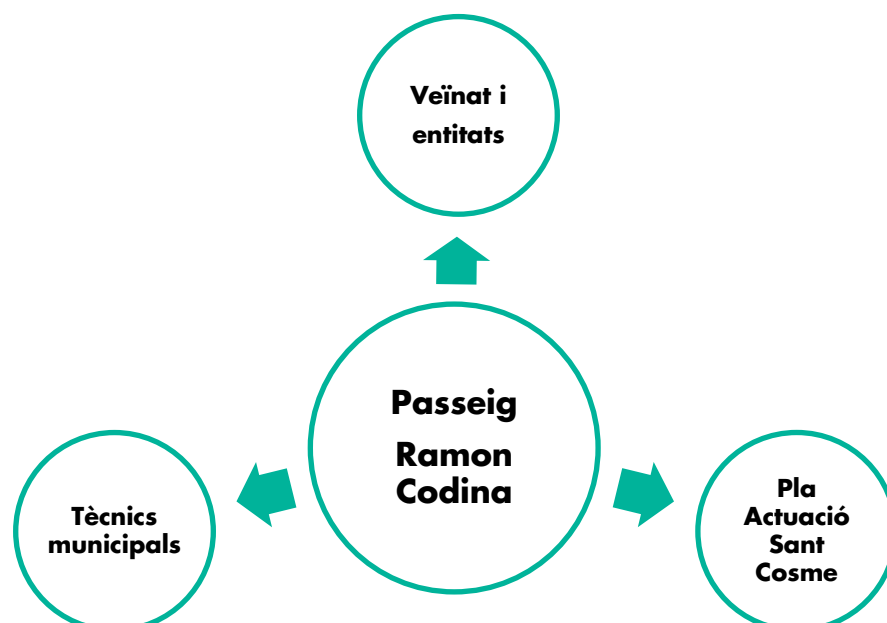 Veïnat i
entitats
Passeig
Ramon
Codina
Tècnics
municipals
Pla
Actuació
Sant
Cosme